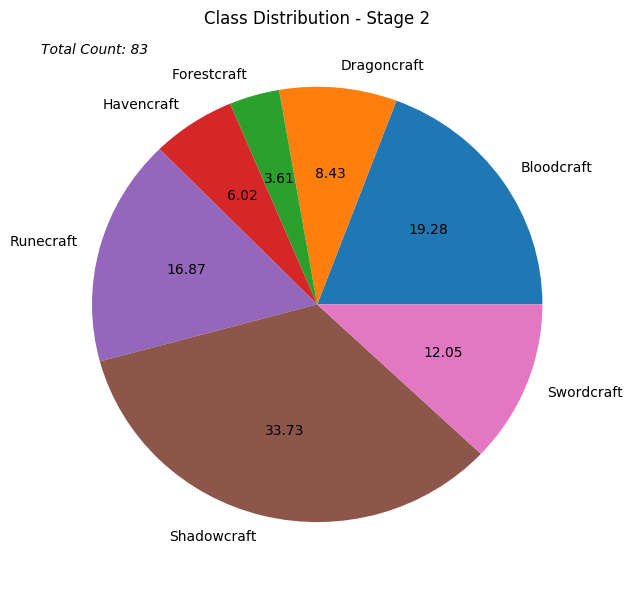 Class Distribution - Stage 2
Total Count: 83
Dragoncraft
Forestcraft
Havencraft
Bloodcraft
8.43
3.61
6.02
19.28
Runecraft
16.87
12.05
Swordcraft
33.73
Shadowcraft